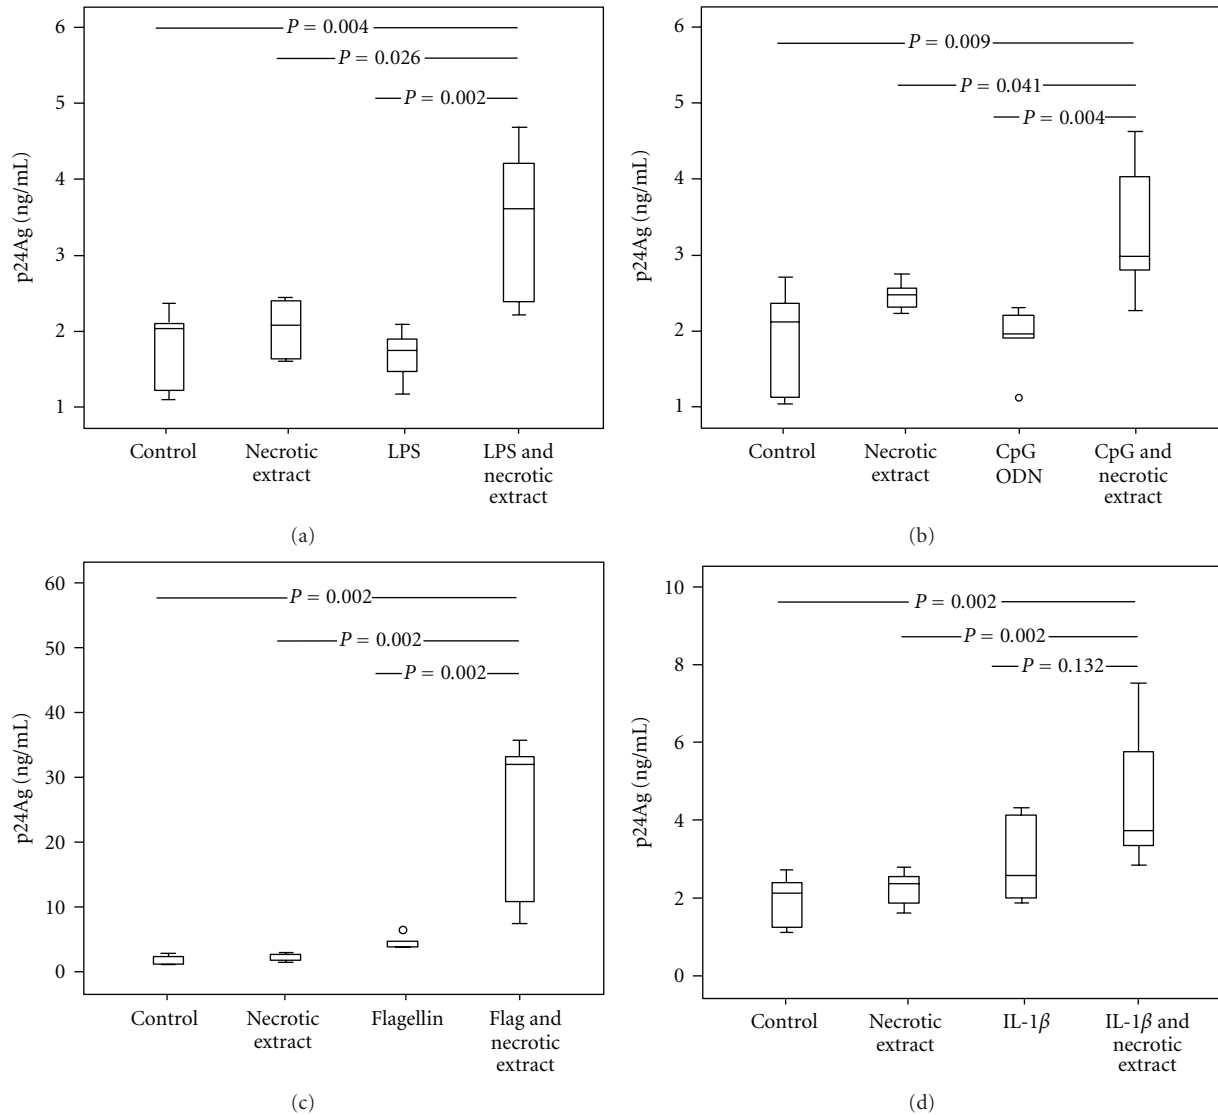 6
5
4
3
2
1
p24Ag (ng/mL)
P = 0.004
P = 0.026
P = 0.002
Control
Necrotic
extract
LPS
LPS and
necrotic
extract
(a)
6
5
4
3
2
1
p24Ag (ng/mL)
P = 0.009
P = 0.041
P = 0.004
Control
Necrotic
extract
CpG
ODN
CpG and
necrotic
extract
(b)
60
50
40
30
20
10
0
p24Ag (ng/mL)
P = 0.002
P = 0.002
P = 0.002
Control
Necrotic
extract
Flagellin
Flag and
necrotic
extract
(c)
10
8
6
4
2
0
p24Ag (ng/mL)
P = 0.002
P = 0.002
P = 0.132
Control
Necrotic
extract
IL-1β
IL-1β and
necrotic
extract
(d)